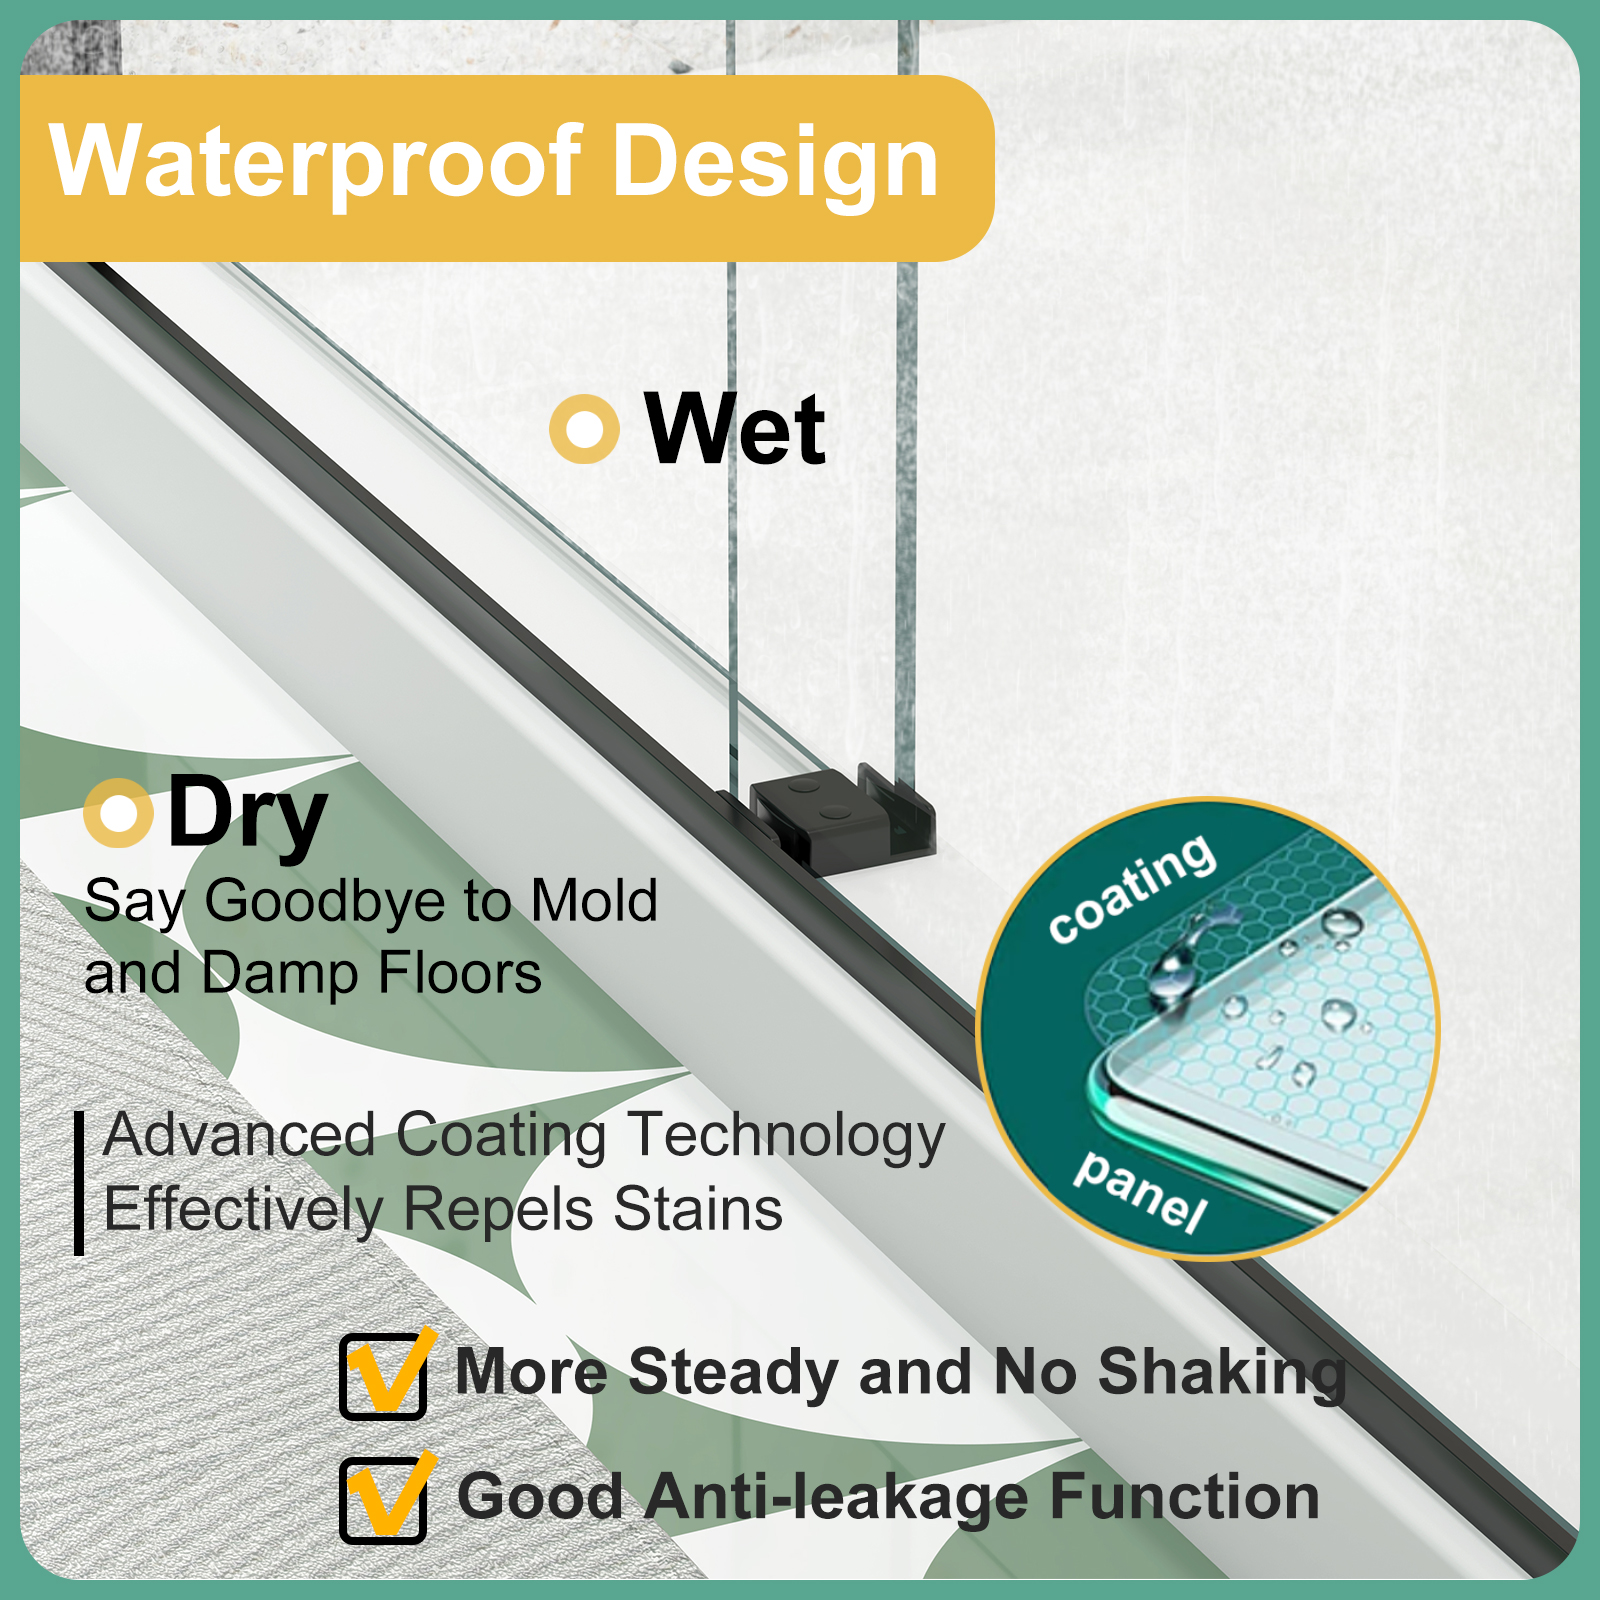 Waterproof Design
Wet
Dry
Say Goodbye to Mold
and Damp Floors
coating
panel
Advanced Coating Technology
Effectively Repels Stains
More Steady and No Shaking
Good Anti-leakage Function